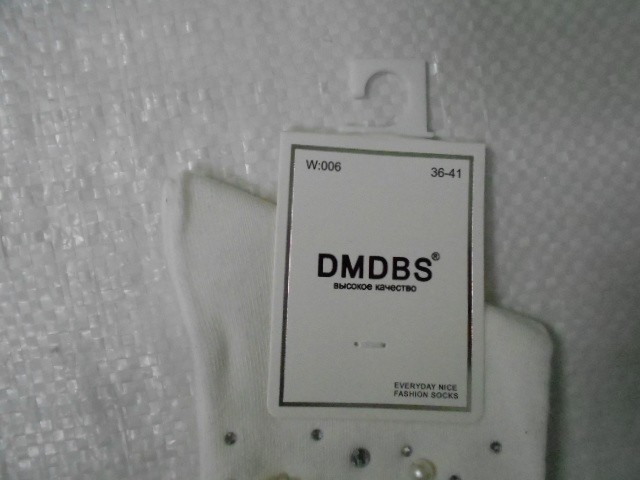 W:006 36-41
DMDBS®
высокое качество
EVERYDAY NICE
FASHION SOCKS